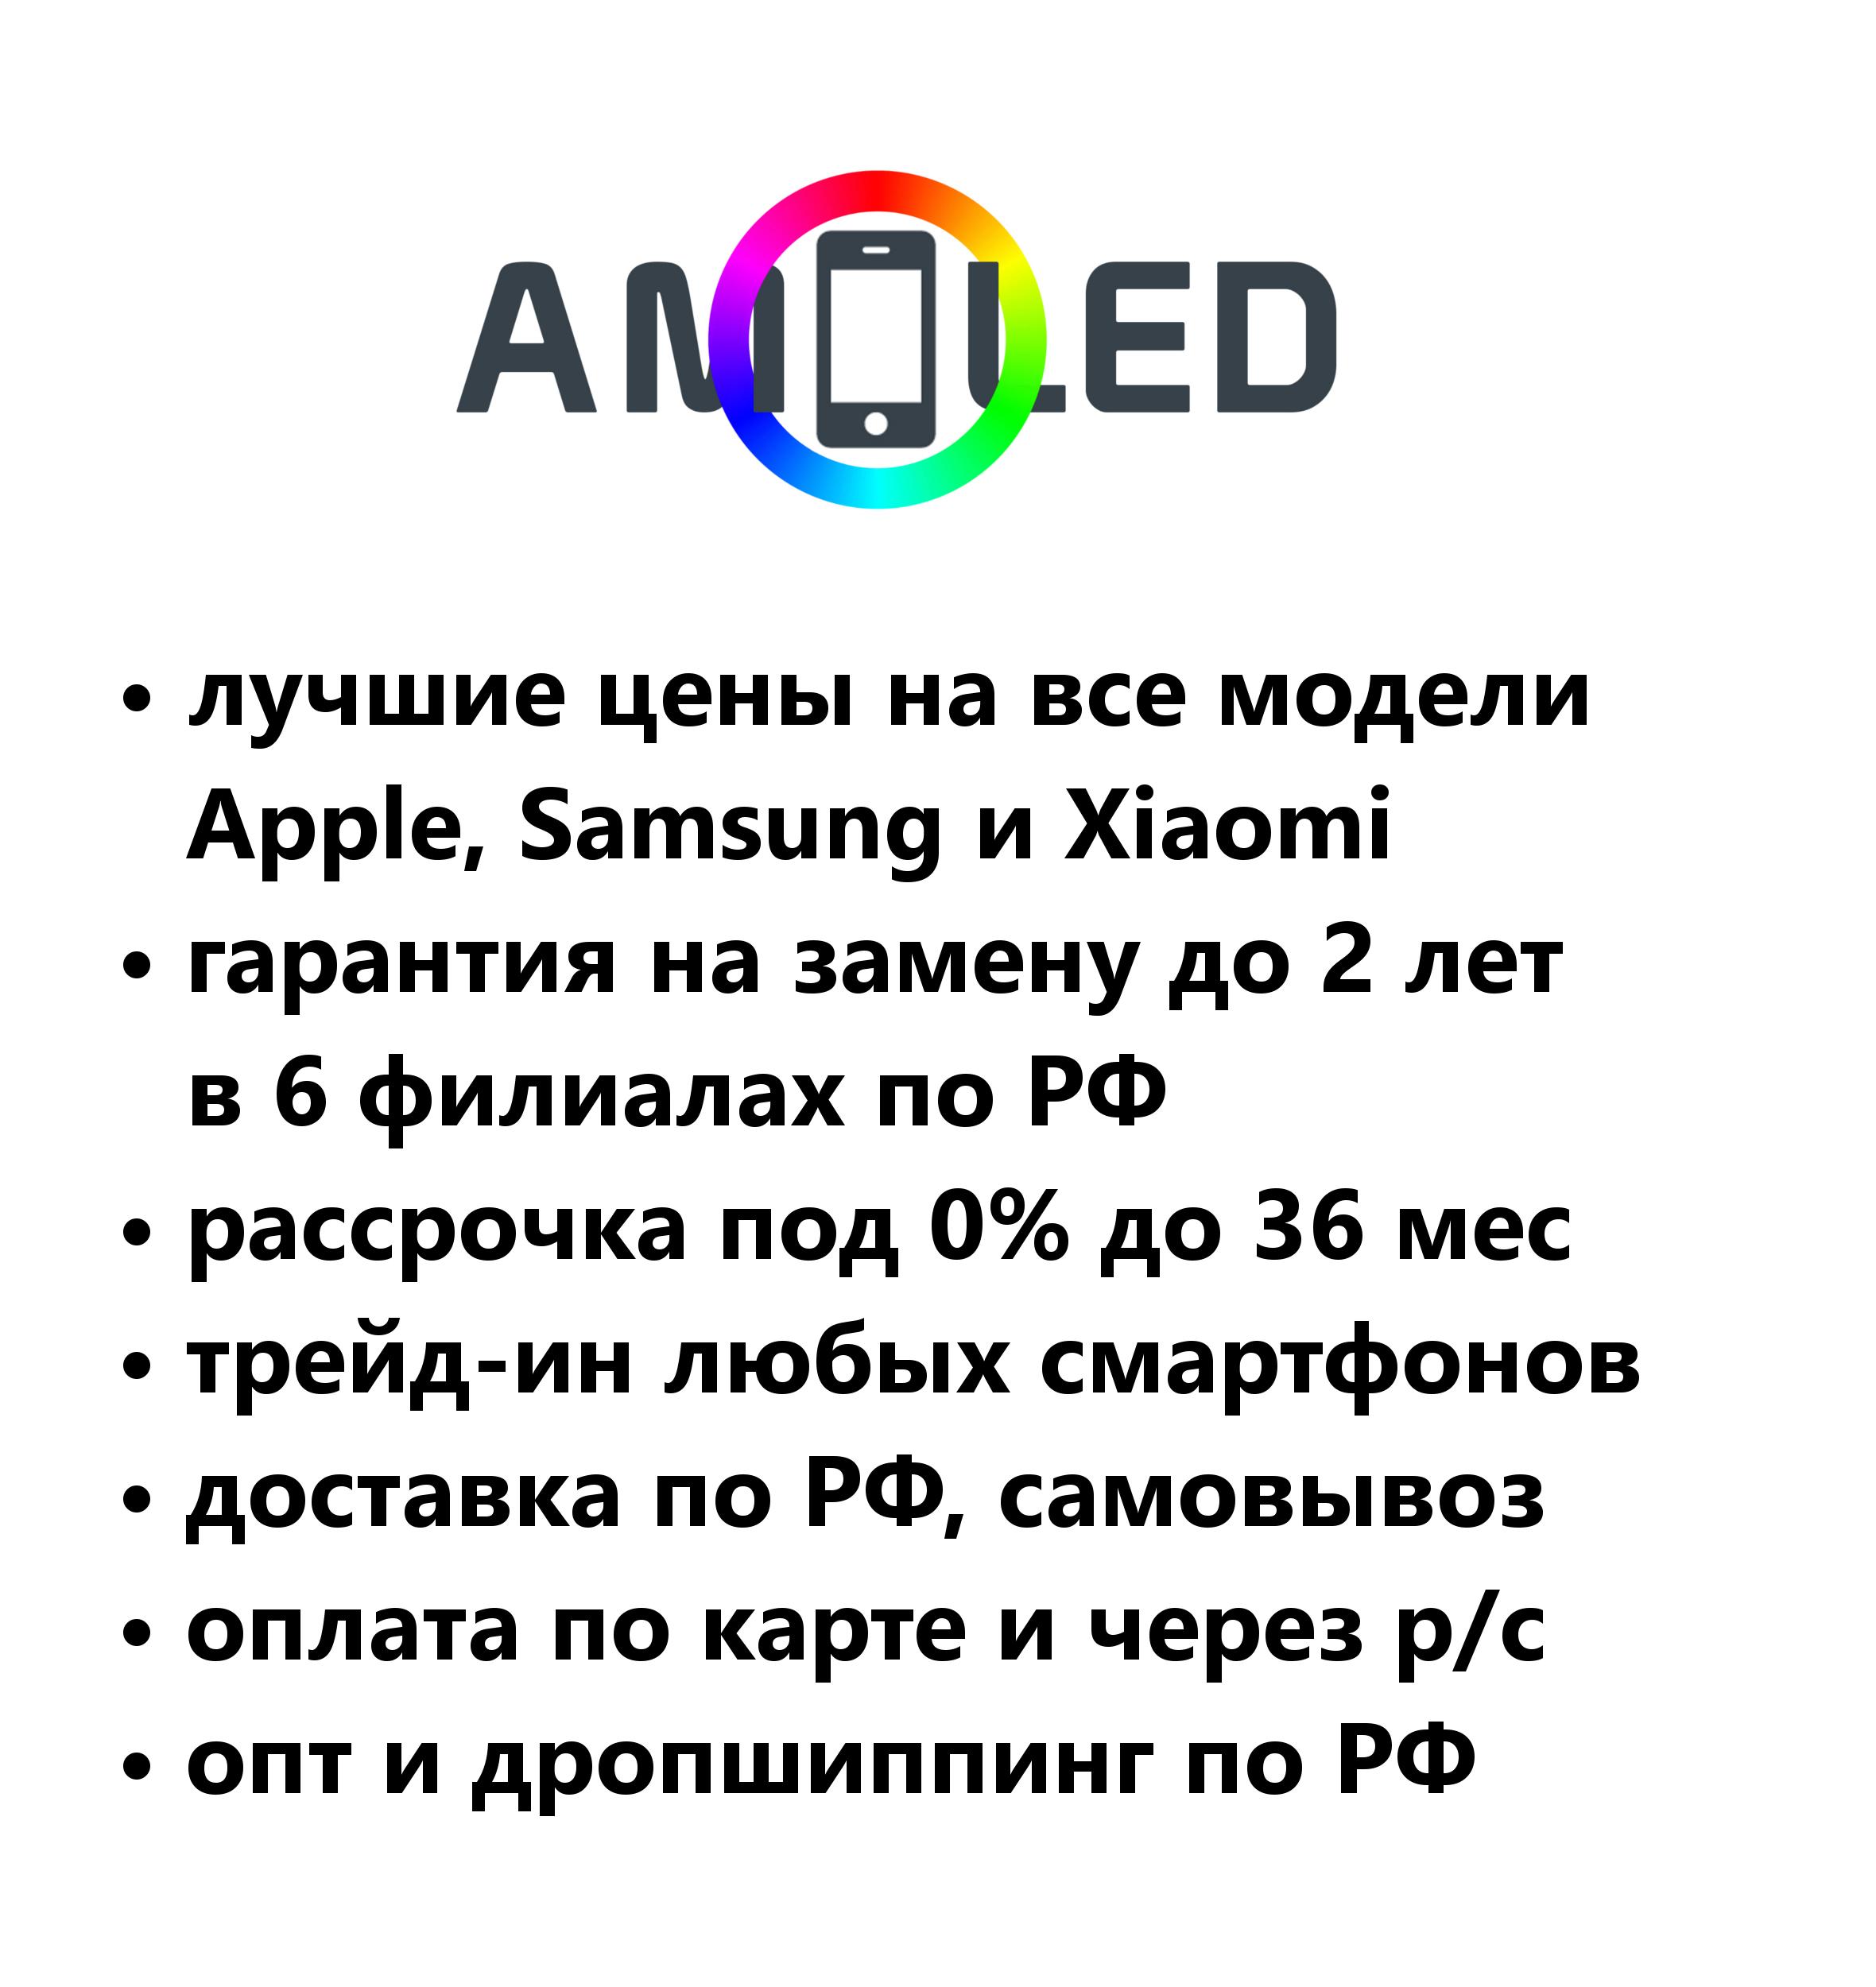 AMOLED
• лучшие цены на все модели
Apple, Samsung и Xiaomi
• гарантия на замену до 2 лет
в 6 филиалах по РФ
• рассрочка под 0% до 36 мес
• трейд-ин любых смартфонов
• доставка по РФ, самовывоз
• оплата по карте и через р/с
• опт и дропшиппинг по РФ